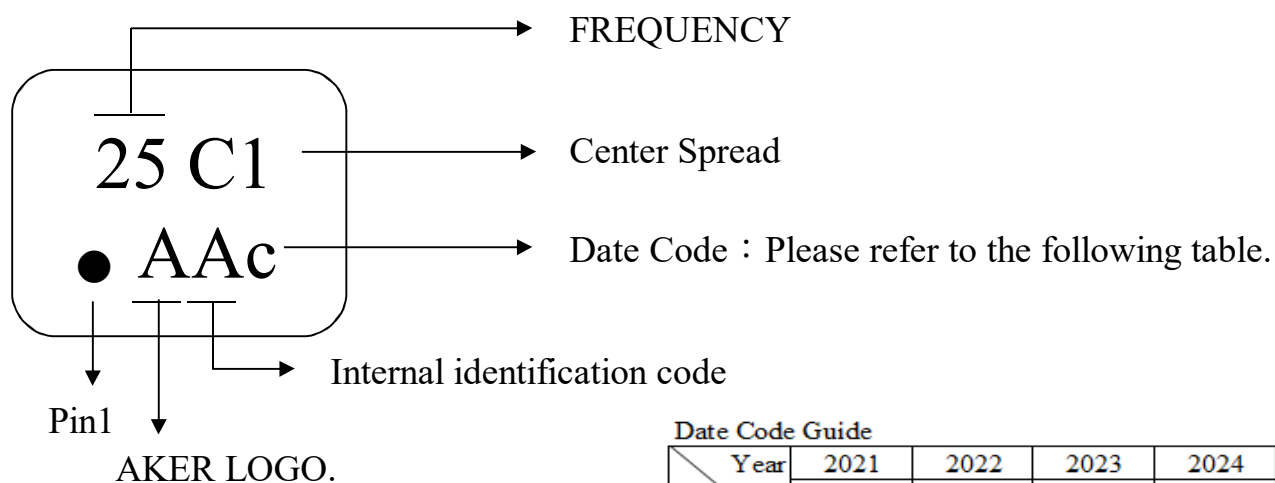 FREQUENCY
25 C1
Center Spread
AAc
Date Code：Please refer to the following table.
Internal identification code
Pin1
AKER LOGO.
Date Code Guide
Year 2021 2022 2023 2024